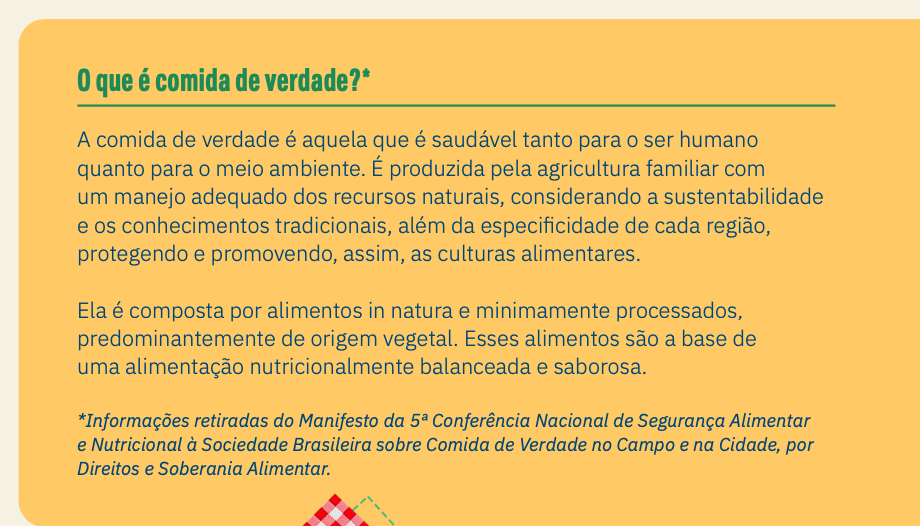 O que é comida de verdade?*
A comida de verdade é aquela que é saudável tanto para o ser humano
quanto para o meio ambiente. É produzida pela agricultura familiar com
um manejo adequado dos recursos naturais, considerando a sustentabilidade
e os conhecimentos tradicionais, além da especificidade de cada região,
protegendo e promovendo, assim, as culturas alimentares.
Ela é composta por alimentos in natura e minimamente processados,
predominantemente de origem vegetal. Esses alimentos são a base de
uma alimentação nutricionalmente balanceada e saborosa.
*Informações retiradas do Manifesto da 5ª Conferência Nacional de Segurança Alimentar
e Nutricional à Sociedade Brasileira sobre Comida de Verdade no Campo e na Cidade, por
Direitos e Soberania Alimentar.